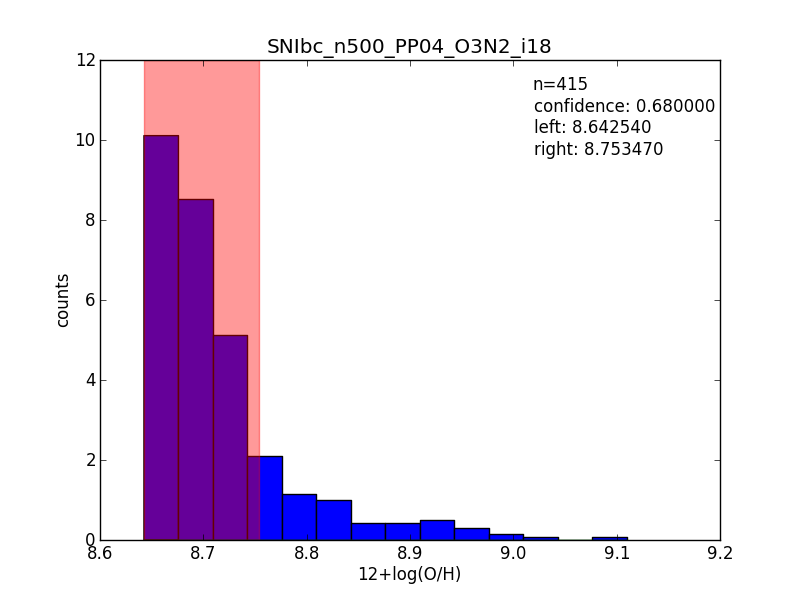 SNIbc_n500_PP04_O3N2_i18
12
10
8
6
4
2
0
counts
n=415
confidence: 0.680000
left: 8.642540
right: 8.753470
8.6 8.7 8.8 8.9 9.0 9.1 9.2
12+log(O/H)